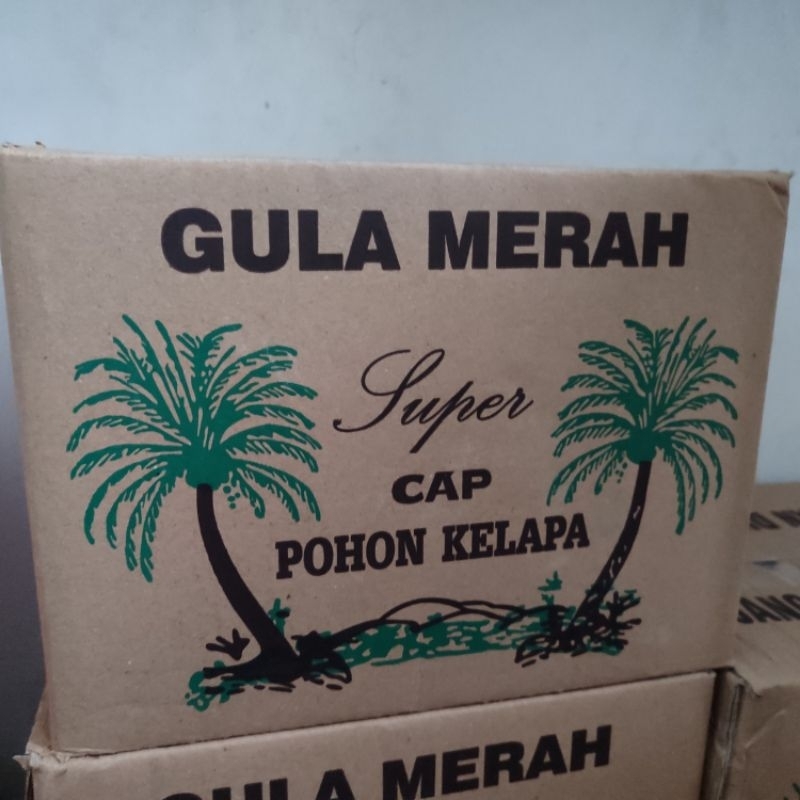 GULA MERAH
Super
CAP
POHON KELAPA
GULA MERAH